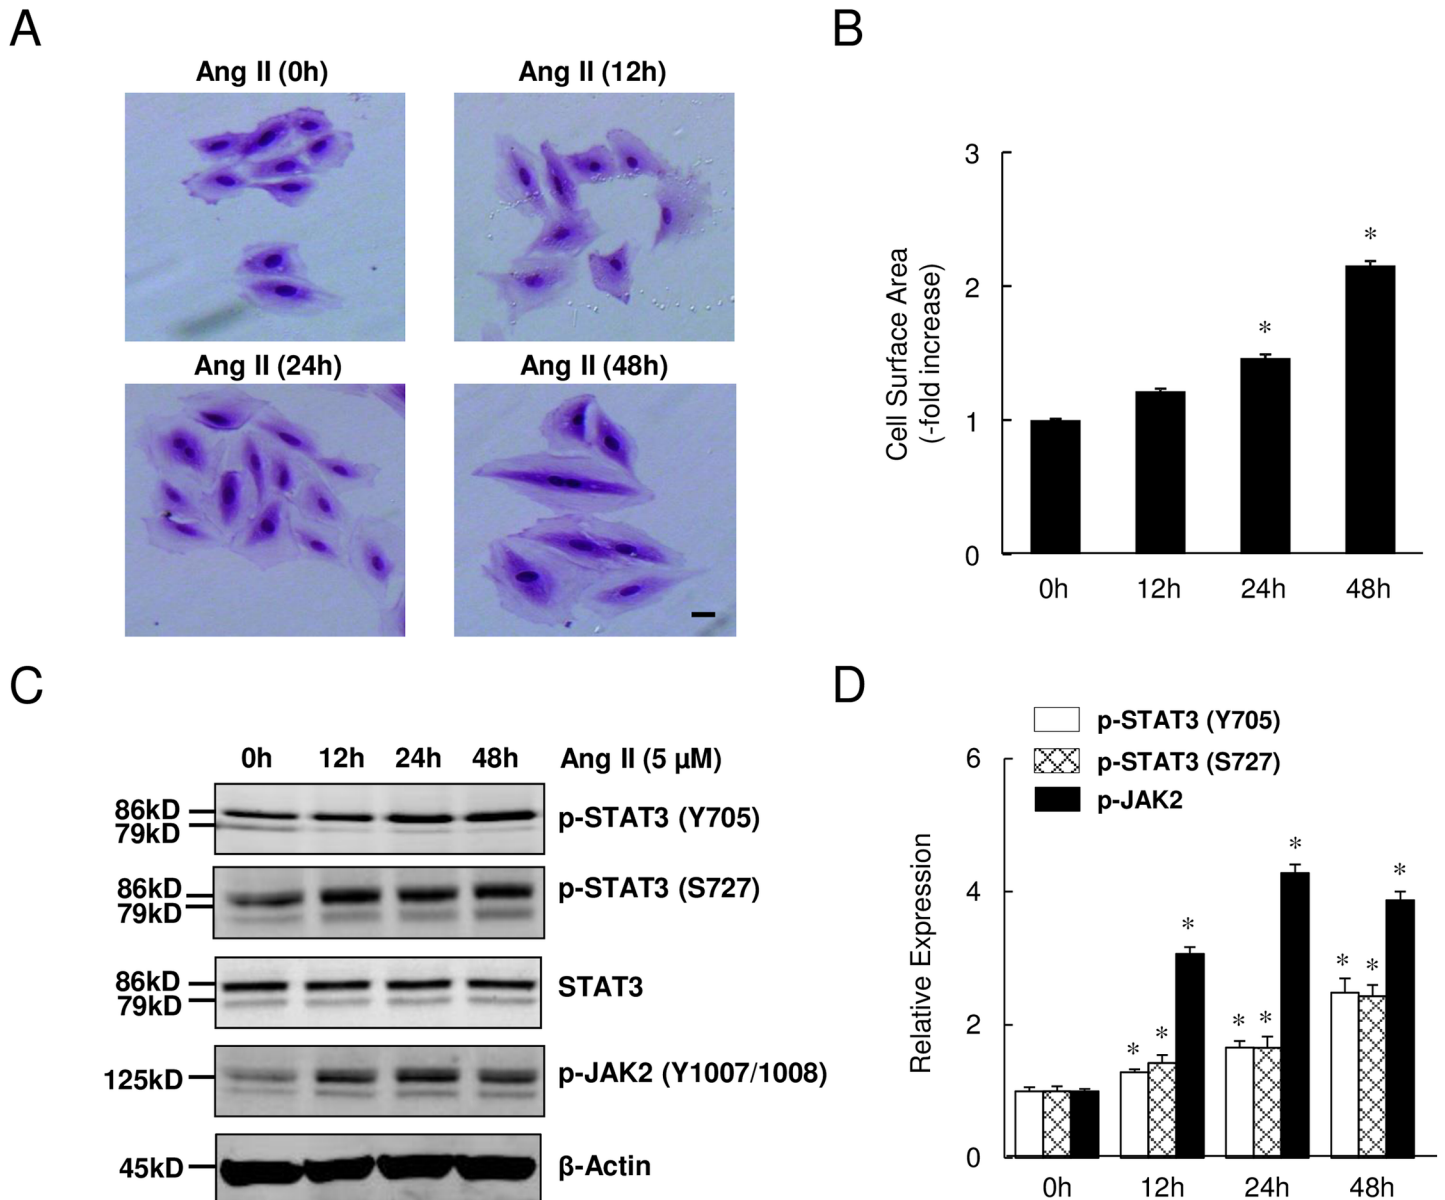 A
Ang II (0h)
Ang II (12h)
Ang II (24h)
Ang II (48h)
B
3
2
1
0
Cell Surface Area
(-fold increase)
*
*
0h 12h 24h 48h
C
0h 12h 24h 48h Ang II (5 µM)
86kD
79kD
p-STAT3 (Y705)
86kD
79kD
p-STAT3 (S727)
86kD
79kD
STAT3
125kD
p-JAK2 (Y1007/1008)
45kD
β-Actin
D
p-STAT3 (Y705)
p-STAT3 (S727)
p-JAK2
6
4
2
0
Relative Expression
* * *
* * *
* * *
0h 12h 24h 48h